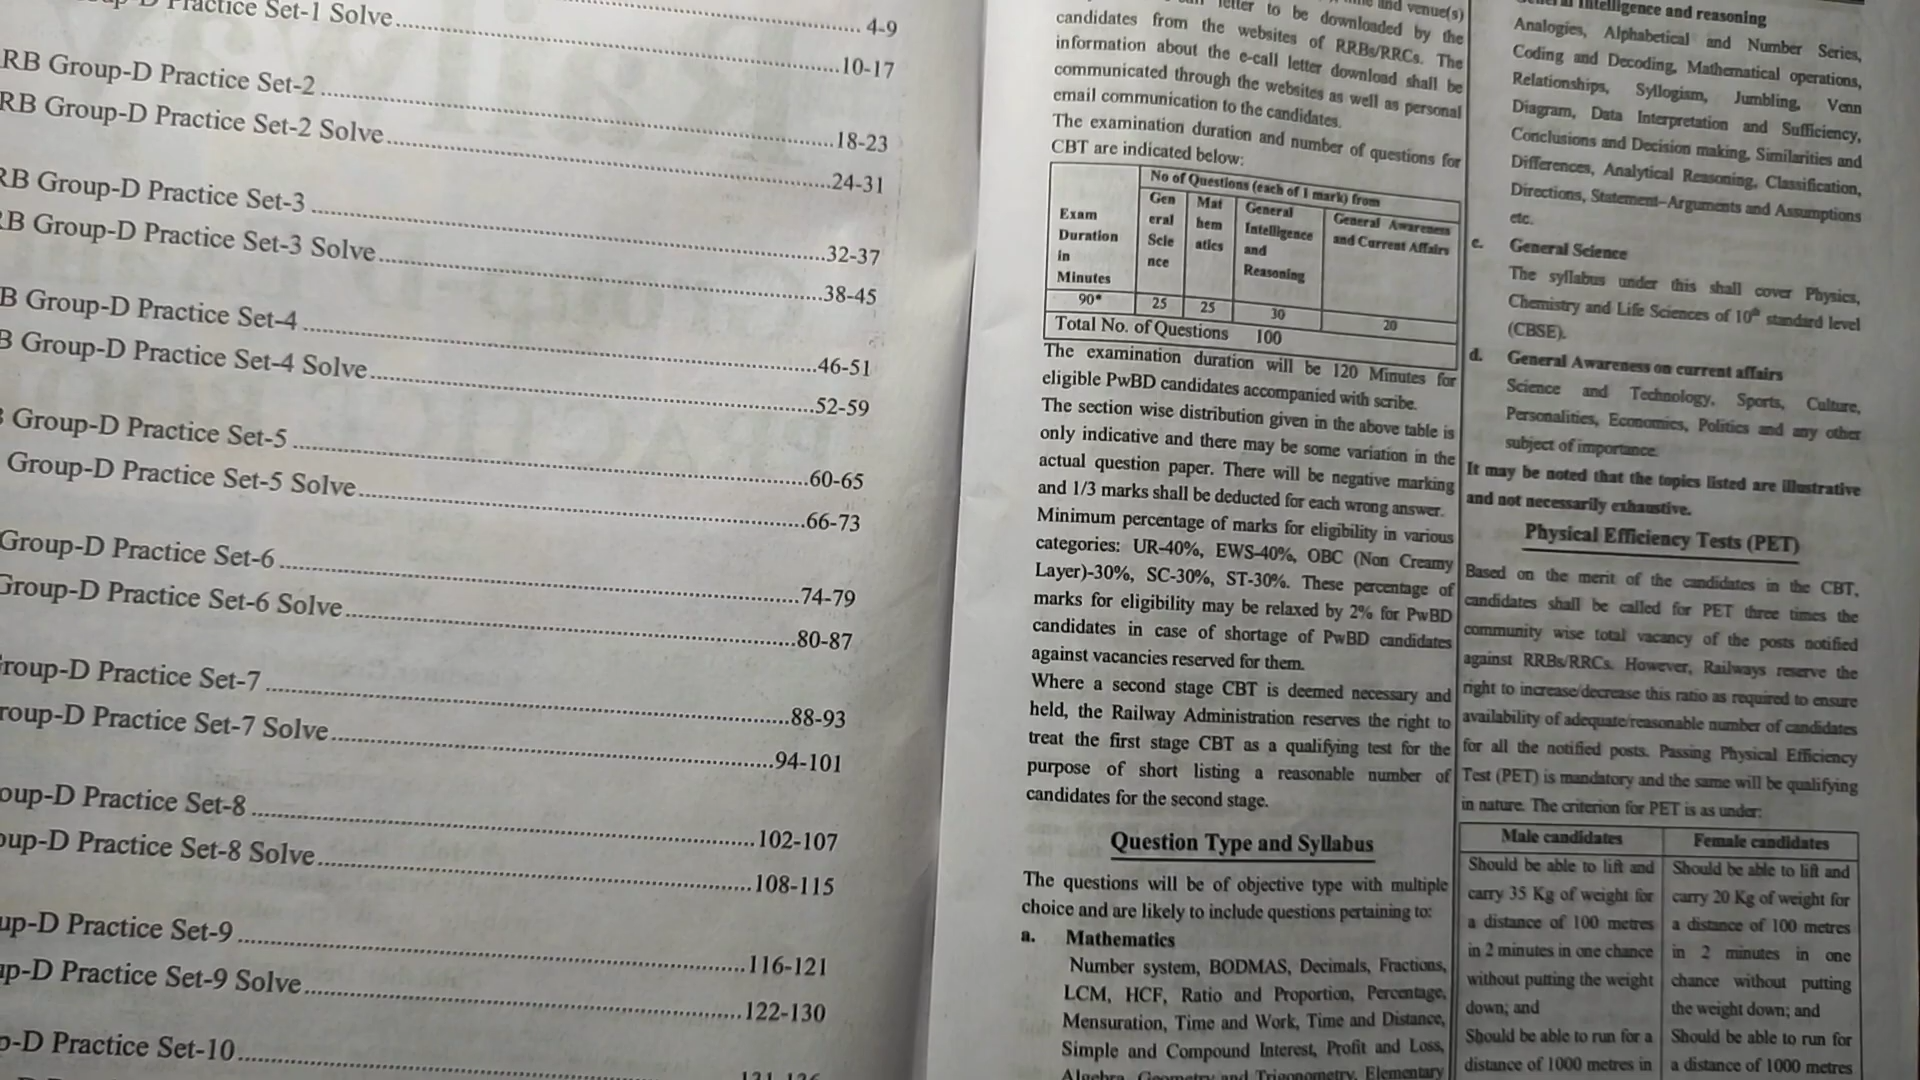 Practice Set-1 Solve 4-9
10-17
RB Group-D Practice Set-2
RB Group-D Practice Set-2 Solve 18-23
24-31
RB Group-D Practice Set-3
RB Group-D Practice Set-3 Solve 32-37
38-45
B Group-D Practice Set-4
B Group-D Practice Set-4 Solve 46-51
52-59
Group-D Practice Set-5
Group-D Practice Set-5 Solve 60-65
66-73
Group-D Practice Set-6
Group-D Practice Set-6 Solve 74-79
80-87
roup-D Practice Set-7
roup-D Practice Set-7 Solve 88-93
94-101
oup-D Practice Set-8
oup-D Practice Set-8 Solve 102-107
108-115
up-D Practice Set-9
up-D Practice Set-9 Solve 116-121
122-130
p-D Practice Set-10
and venue(s)
letter to be downloaded by the
candidates from the websites of RRBs/RRCs. The
information about the e-call letter download shall be
communicated through the websites as well as personal
email communication to the candidates.
The examination duration and number of questions for
CBT are indicated below:
No of Questions (each of 1 mark) from
Exam Duration in Minutes
General Science
Mathematics
General Intelligence and Reasoning
General Awareness and Current Affairs
90* 25 25 30 20
Total No. of Questions 100
The examination duration will be 120 Minutes for
eligible PwBD candidates accompanied with scribe.
The section wise distribution given in the above table is
only indicative and there may be some variation in the
actual question paper. There will be negative marking
and 1/3 marks shall be deducted for each wrong answer.
Minimum percentage of marks for eligibility in various
categories: UR-40%, EWS-40%, OBC (Non Creamy
Layer)-30%, SC-30%, ST-30%. These percentage of
marks for eligibility may be relaxed by 2% for PwBD
candidates in case of shortage of PwBD candidates
against vacancies reserved for them.
Where a second stage CBT is deemed necessary and
held, the Railway Administration reserves the right to
treat the first stage CBT as a qualifying test for the
purpose of short listing a reasonable number of
candidates for the second stage.
Question Type and Syllabus
The questions will be of objective type with multiple
choice and are likely to include questions pertaining to:
a. Mathematics
Number system, BODMAS, Decimals, Fractions,
LCM, HCF, Ratio and Proportion, Percentage,
Mensuration, Time and Work, Time and Distance,
Simple and Compound Interest, Profit and Loss,
Algebra, Geometry and Trigonometry, Elementary
Intelligence and reasoning
Analogies, Alphabetical and Number Series,
Coding and Decoding, Mathematical operations,
Relationships, Syllogism, Jumbling, Venn
Diagram, Data Interpretation and Sufficiency,
Conclusions and Decision making, Similarities and
Differences, Analytical Reasoning, Classification,
Directions, Statement–Arguments and Assumptions
etc.
c. General Science
The syllabus under this shall cover Physics,
Chemistry and Life Sciences of 10th standard level
(CBSE).
d. General Awareness on current affairs
Science and Technology, Sports, Culture,
Personalities, Economics, Politics and any other
subject of importance.
It may be noted that the topics listed are illustrative
and not necessarily exhaustive.
Physical Efficiency Tests (PET)
Based on the merit of the candidates in the CBT,
candidates shall be called for PET three times the
community wise total vacancy of the posts notified
against RRBs/RRCs. However, Railways reserve the
right to increase/decrease this ratio as required to ensure
availability of adequate/reasonable number of candidates
for all the notified posts. Passing Physical Efficiency
Test (PET) is mandatory and the same will be qualifying
in nature. The criterion for PET is as under:
Male candidates Female candidates
Should be able to lift and Should be able to lift and
carry 35 Kg of weight for carry 20 Kg of weight for
a distance of 100 metres a distance of 100 metres
in 2 minutes in one chance in 2 minutes in one
without putting the weight chance without putting
down; and the weight down; and
Should be able to run for a Should be able to run for
distance of 1000 metres in a distance of 1000 metres